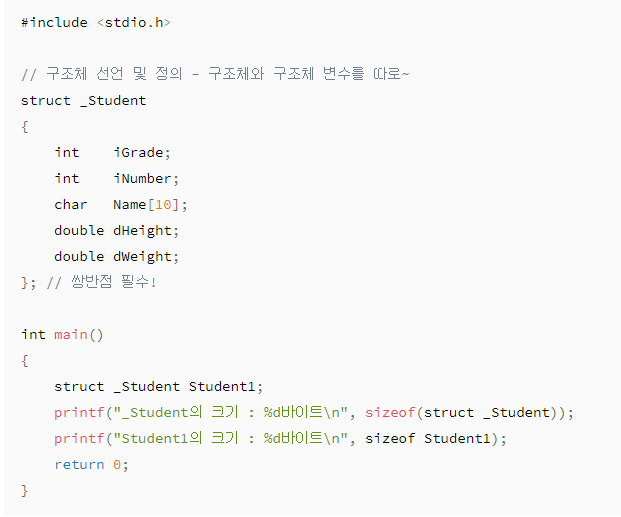 #include <stdio.h>

// 구조체 선언 및 정의 - 구조체와 구조체 변수를 따로~
struct _Student
{
    int    iGrade;
    int    iNumber;
    char   Name[10];
    double dHeight;
    double dWeight;
}; // 쌍반점 필수!

int main()
{
    struct _Student Student1;
    printf("_Student의 크기 : %d바이트\n", sizeof(struct _Student));
    printf("Student1의 크기 : %d바이트\n", sizeof Student1);
    return 0;
}